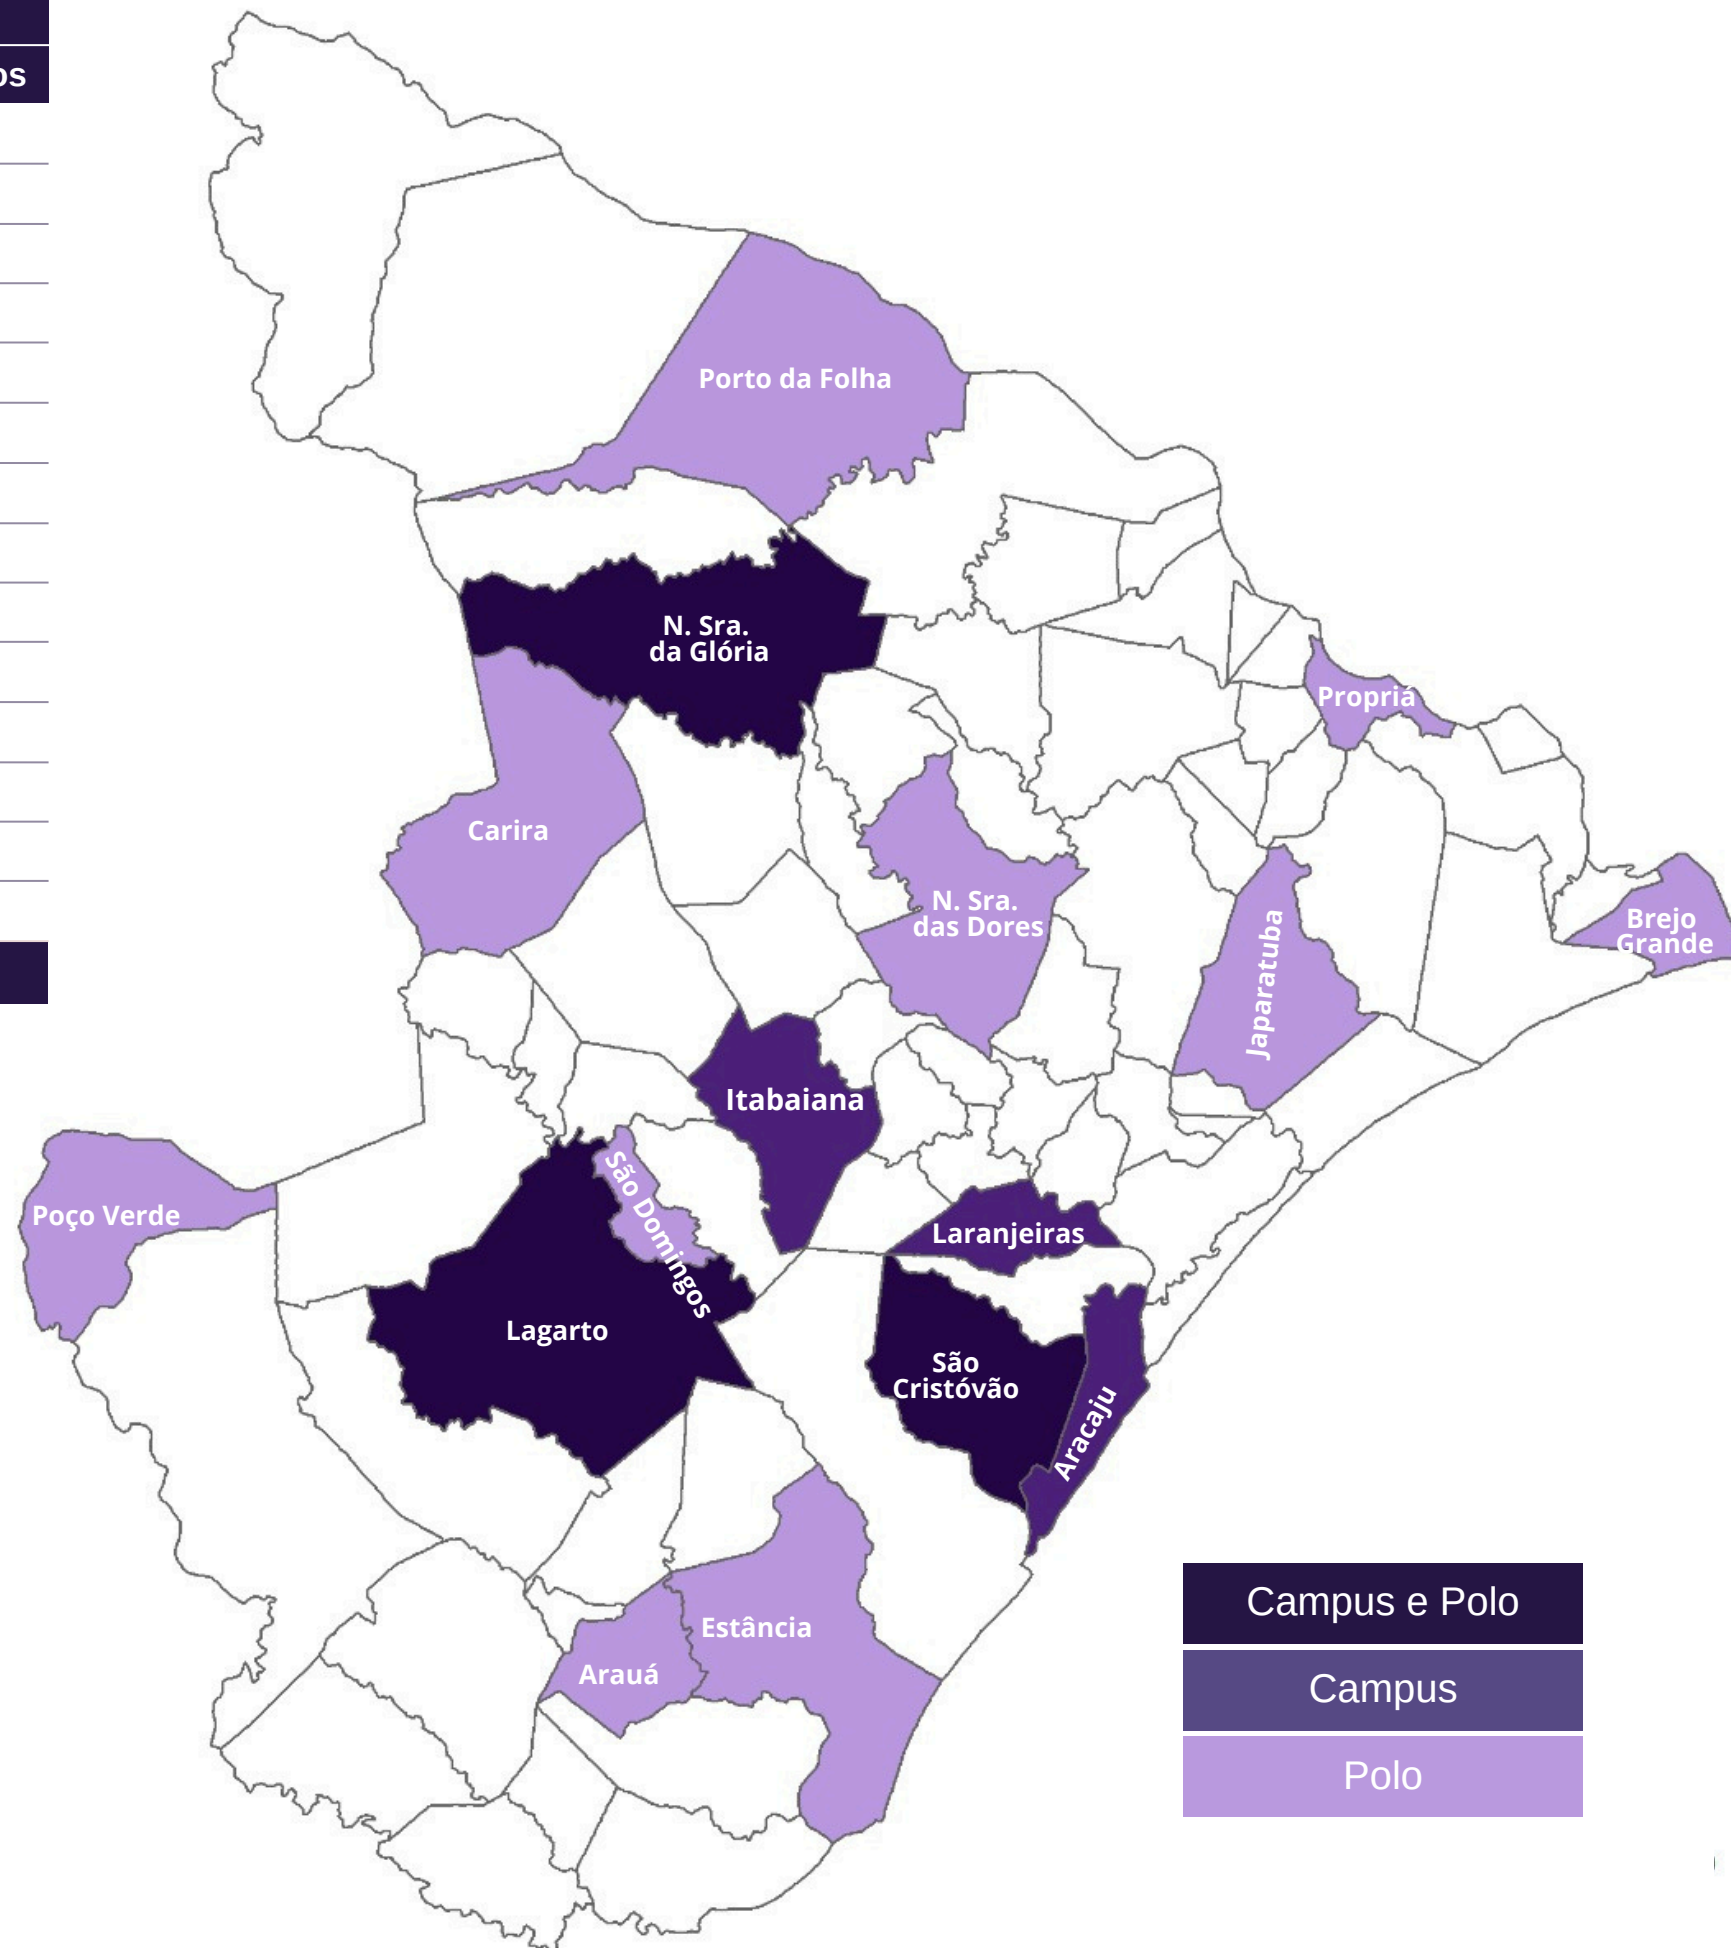 os
Porto da Folha
N. Sra.
da Glória
Propriá
Carira
N. Sra.
das Dores
Brejo
Grande
Japaratuba
Itabaiana
São Domingos
Poço Verde
Laranjeiras
Lagarto
São
Cristóvão
Aracaju
Estância
Arauá
Campus e Polo
Campus
Polo